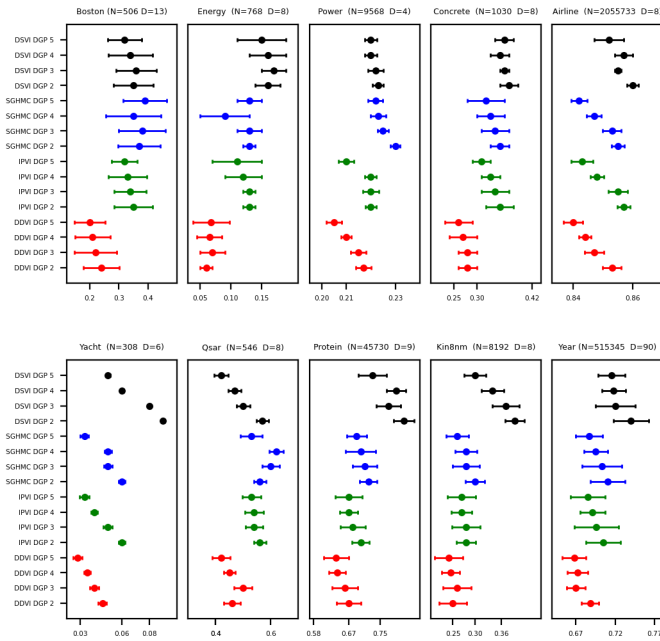 Boston (N=506 D=13)
Energy (N=768 D=8)
Power (N=9568 D=4)
Concrete (N=1030 D=8)
Airline (N=2055733 D=8)
DSVI DGP 5
DSVI DGP 4
DSVI DGP 3
DSVI DGP 2
SGHMC DGP 5
SGHMC DGP 4
SGHMC DGP 3
SGHMC DGP 2
IPVI DGP 5
IPVI DGP 4
IPVI DGP 3
IPVI DGP 2
DDVI DGP 5
DDVI DGP 4
DDVI DGP 3
DDVI DGP 2
0.2 0.3 0.4
0.05 0.09 0.15
0.20 0.21 0.23
0.25 0.30 0.42
0.84 0.86
Yacht (N=308 D=6)
Qsar (N=546 D=8)
Protein (N=45730 D=9)
Kin8nm (N=8192 D=8)
Year (N=515345 D=90)
DSVI DGP 5
DSVI DGP 4
DSVI DGP 3
DSVI DGP 2
SGHMC DGP 5
SGHMC DGP 4
SGHMC DGP 3
SGHMC DGP 2
IPVI DGP 5
IPVI DGP 4
IPVI DGP 3
IPVI DGP 2
DDVI DGP 5
DDVI DGP 4
DDVI DGP 3
DDVI DGP 2
0.03 0.06 0.08
0.4 0.6
0.58 0.67 0.75
0.25 0.28 0.36
0.67 0.72 0.77